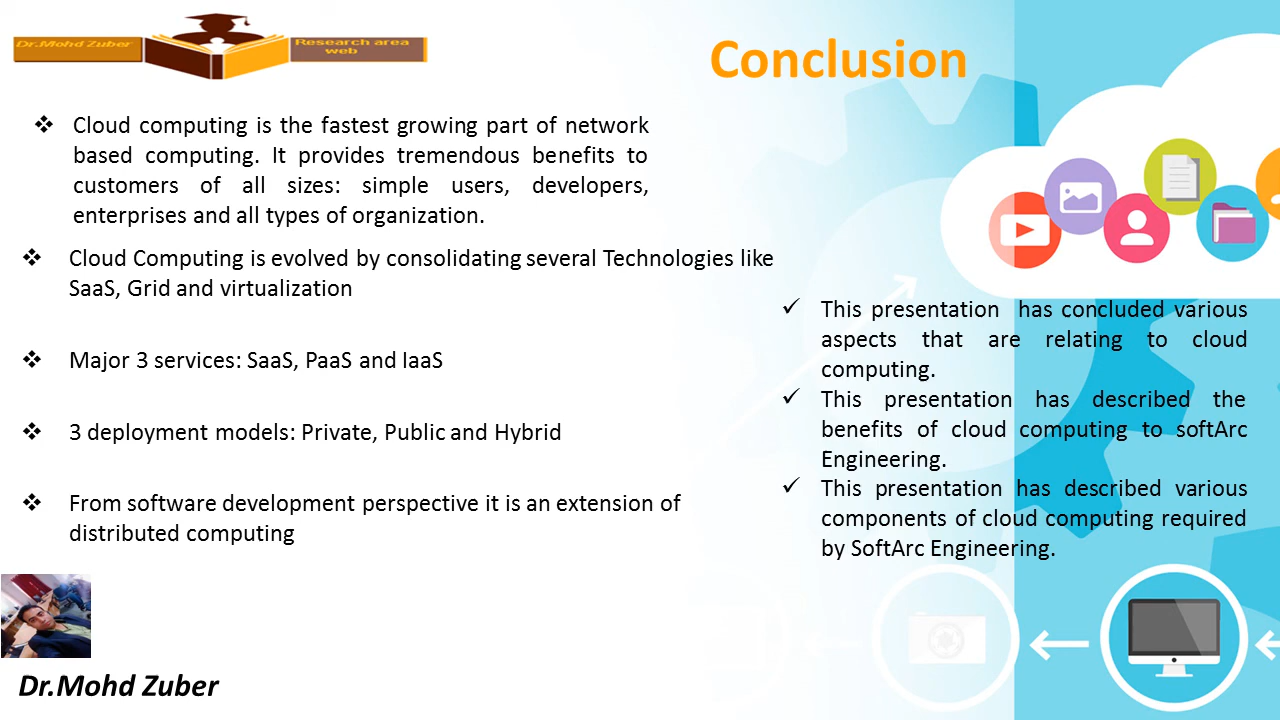 Dr.Mohd Zuber
Research area
web
Conclusion
❖ Cloud computing is the fastest growing part of network
based computing. It provides tremendous benefits to
customers of all sizes: simple users, developers,
enterprises and all types of organization.
❖ Cloud Computing is evolved by consolidating several Technologies like
SaaS, Grid and virtualization
❖ Major 3 services: SaaS, PaaS and IaaS
❖ 3 deployment models: Private, Public and Hybrid
❖ From software development perspective it is an extension of
distributed computing
✓ This presentation has concluded various
aspects that are relating to cloud
computing.
✓ This presentation has described the
benefits of cloud computing to softArc
Engineering.
✓ This presentation has described various
components of cloud computing required
by SoftArc Engineering.
Dr.Mohd Zuber